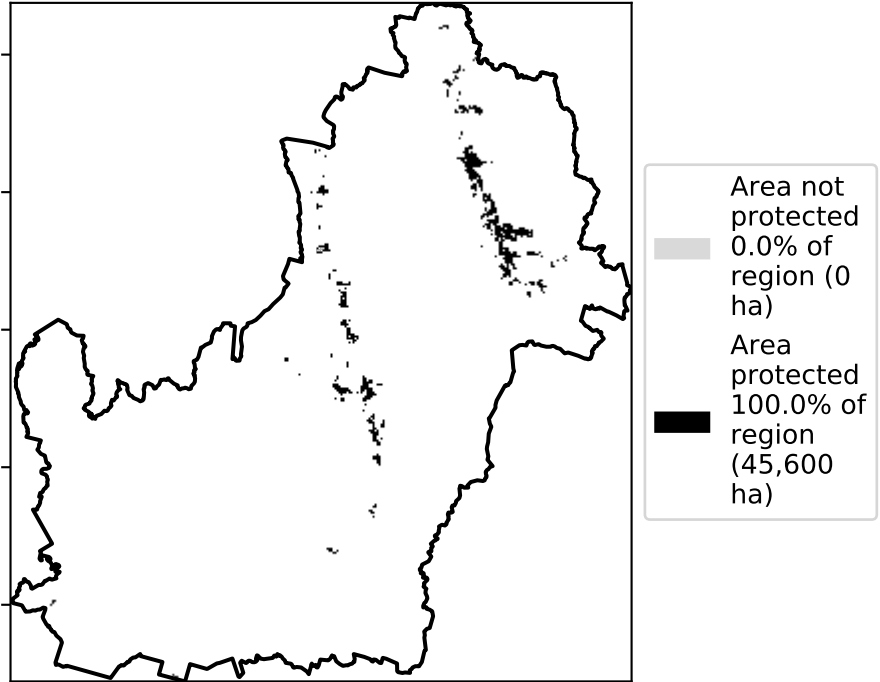 Area not
protected
0.0% of
region (0
ha)
Area
protected
100.0% of
region
(45,600
ha)